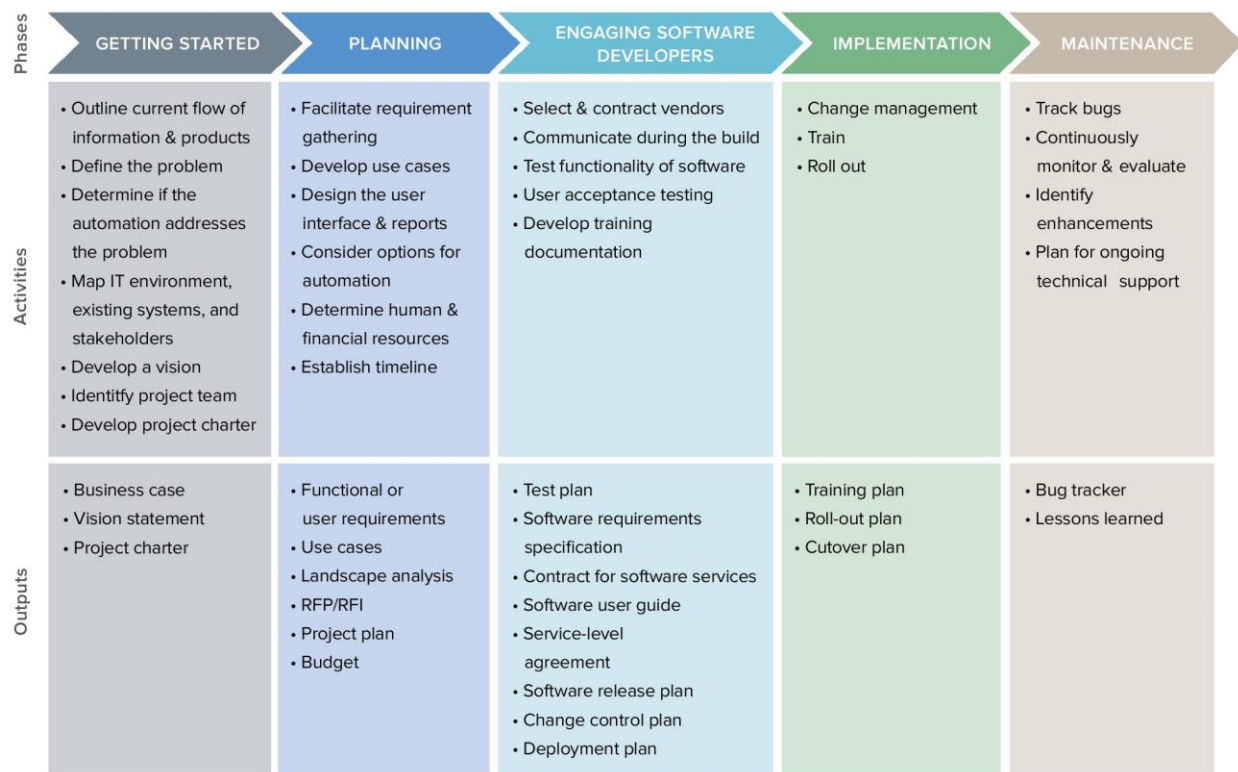 Phases
GETTING STARTED
PLANNING
ENGAGING SOFTWARE
DEVELOPERS
IMPLEMENTATION
MAINTENANCE
Activities
• Outline current flow of
information & products
• Define the problem
• Determine if the
automation addresses
the problem
• Map IT environment,
existing systems, and
stakeholders
• Develop a vision
• Identitfy project team
• Develop project charter
• Facilitate requirement
gathering
• Develop use cases
• Design the user
interface & reports
• Consider options for
automation
• Determine human &
financial resources
• Establish timeline
• Select & contract vendors
• Communicate during the build
• Test functionality of software
• User acceptance testing
• Develop training
documentation
• Change management
• Train
• Roll out
• Track bugs
• Continuously
monitor & evaluate
• Identify
enhancements
• Plan for ongoing
technical support
Outputs
• Business case
• Vision statement
• Project charter
• Functional or
user requirements
• Use cases
• Landscape analysis
• RFP/RFI
• Project plan
• Budget
• Test plan
• Software requirements
specification
• Contract for software services
• Software user guide
• Service-level
agreement
• Software release plan
• Change control plan
• Deployment plan
• Training plan
• Roll-out plan
• Cutover plan
• Bug tracker
• Lessons learned